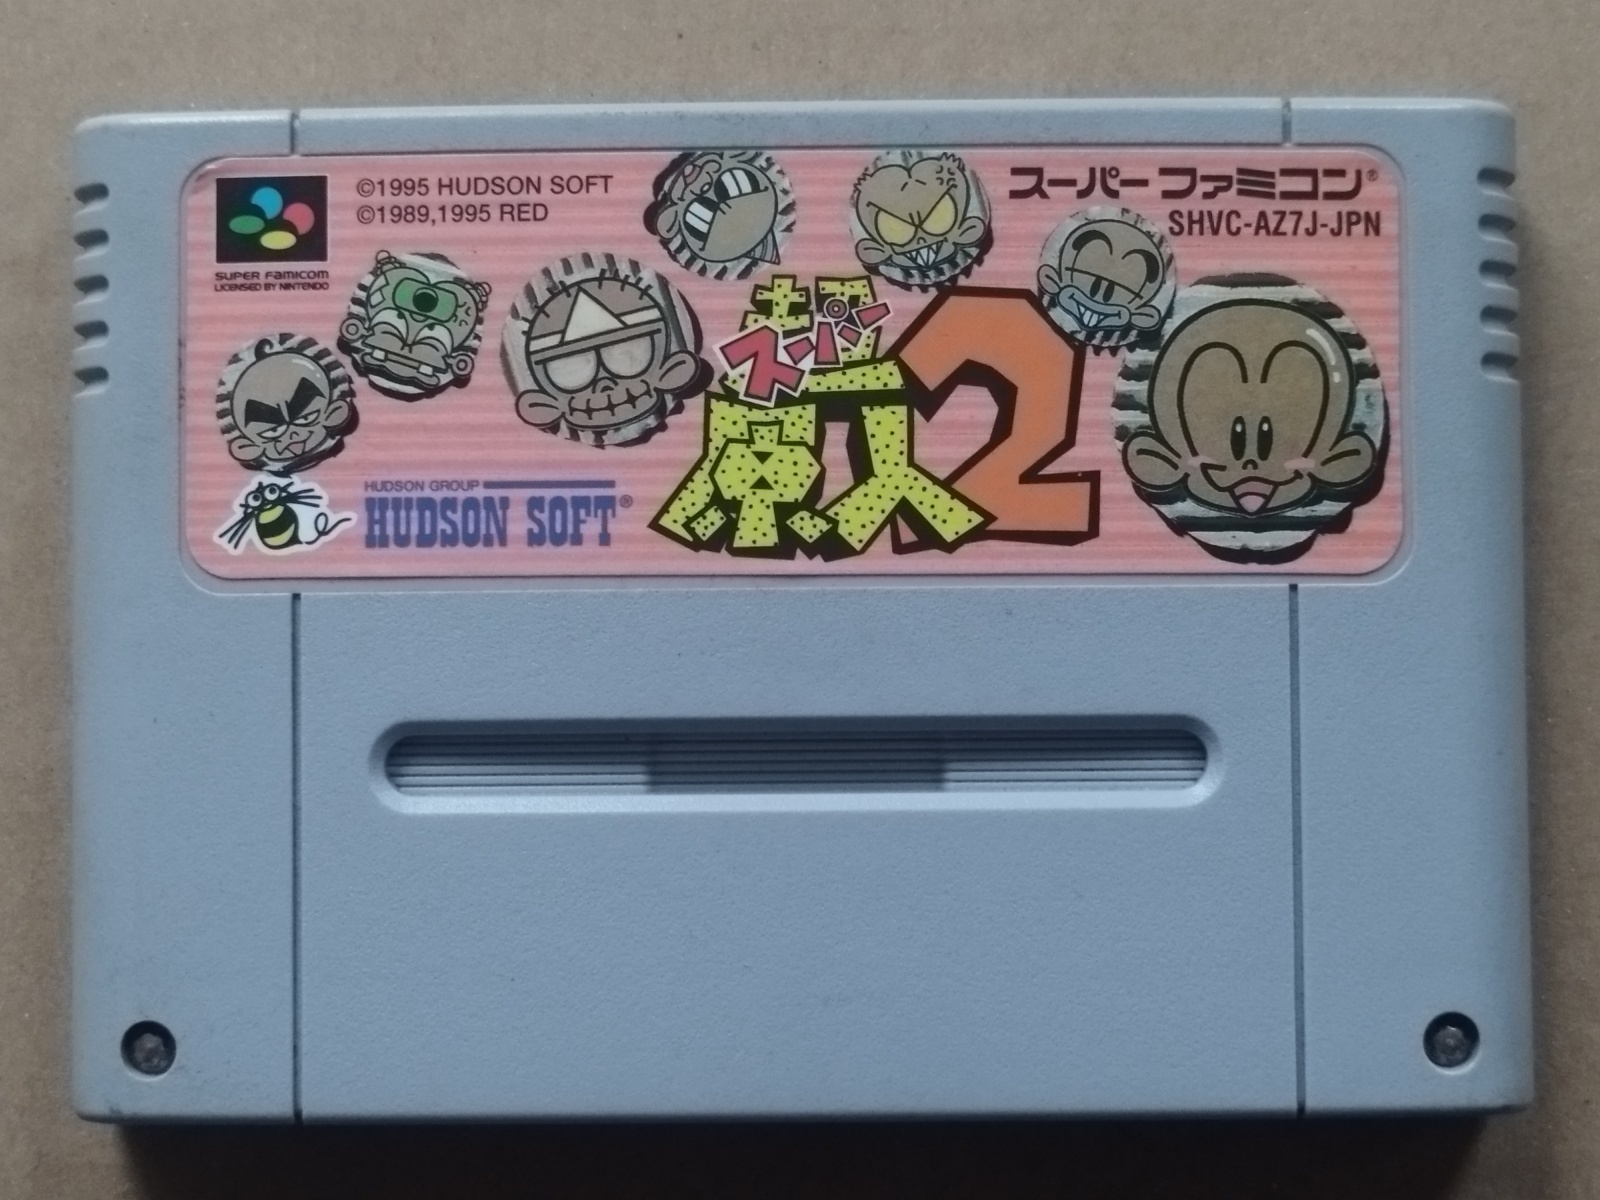 ©1995 HUDSON SOFT
©1989,1995 RED
スーパーファミコン®
SHVC-AZ7J-JPN
SUPER FAMICOM
LICENSED BY NINTENDO
超
スーパー
原人2
HUDSON GROUP
HUDSON SOFT®